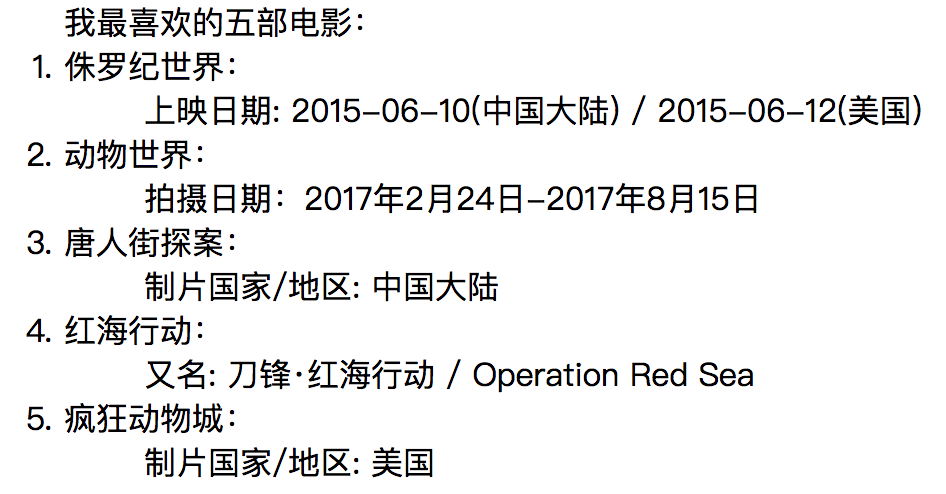 我最喜欢的五部电影：
1. 侏罗纪世界：
上映日期: 2015-06-10(中国大陆) / 2015-06-12(美国)
2. 动物世界：
拍摄日期：2017年2月24日-2017年8月15日
3. 唐人街探案：
制片国家/地区: 中国大陆
4. 红海行动：
又名: 刀锋·红海行动 / Operation Red Sea
5. 疯狂动物城：
制片国家/地区: 美国